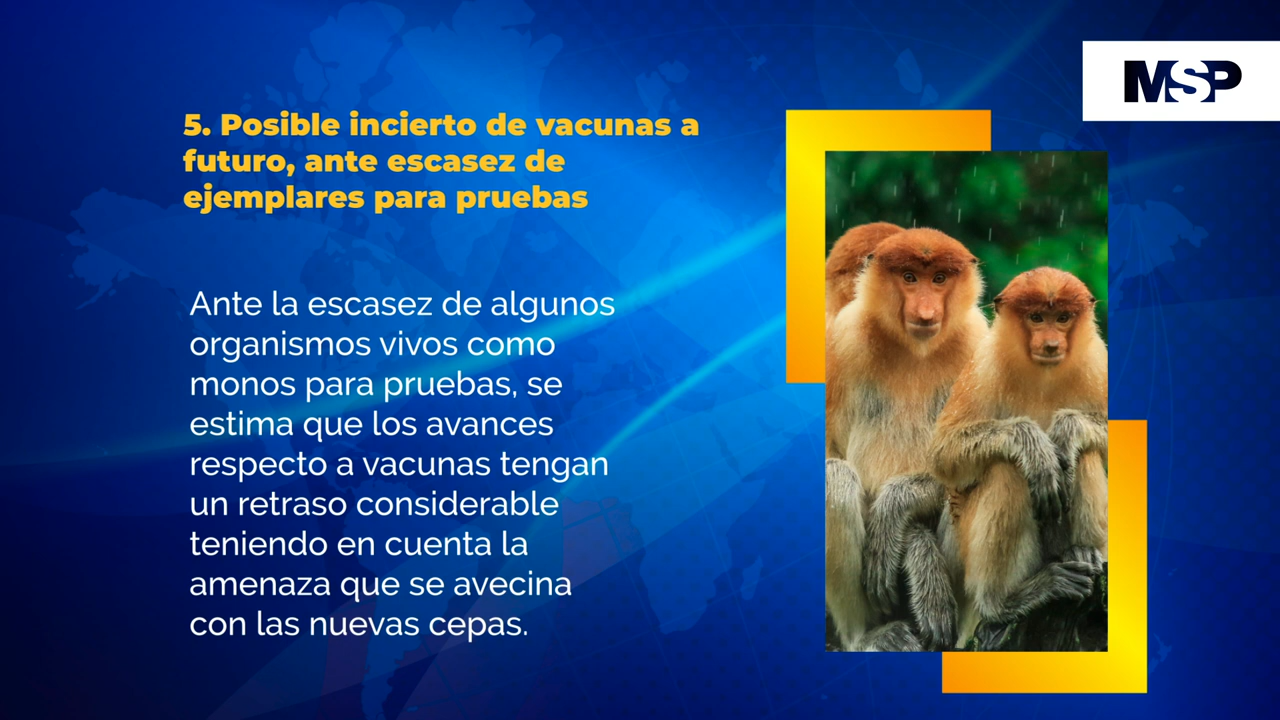 MSP
5. Posible incierto de vacunas a
futuro, ante escasez de
ejemplares para pruebas
Ante la escasez de algunos
organismos vivos como
monos para pruebas, se
estima que los avances
respecto a vacunas tengan
un retraso considerable
teniendo en cuenta la
amenaza que se avecina
con las nuevas cepas.